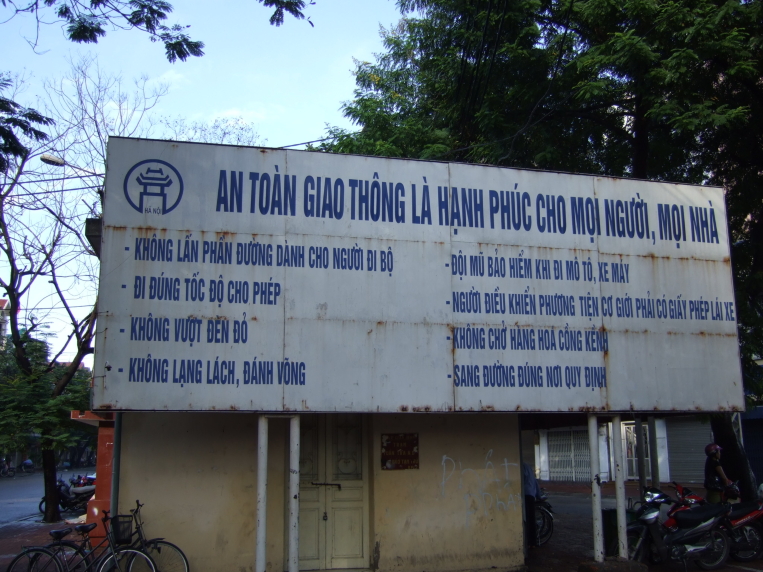 HÀ NỘI
AN TOÀN GIAO THÔNG LÀ HẠNH PHÚC CHO MỌI NGƯỜI, MỌI NHÀ
- KHÔNG LẤN PHẦN ĐƯỜNG DÀNH CHO NGƯỜI ĐI BỘ
- ĐI ĐÚNG TỐC ĐỘ CHO PHÉP
- KHÔNG VƯỢT ĐÈN ĐỎ
- KHÔNG LẠNG LÁCH, ĐÁNH VÕNG
- ĐỘI MŨ BẢO HIỂM KHI ĐI MÔ TÔ, XE MÁY
- NGƯỜI ĐIỀU KHIỂN PHƯƠNG TIỆN CƠ GIỚI PHẢI CÓ GIẤY PHÉP LÁI XE
- KHÔNG CHỞ HÀNG HOÁ CỒNG KỀNH
- SANG ĐƯỜNG ĐÚNG NƠI QUY ĐỊNH